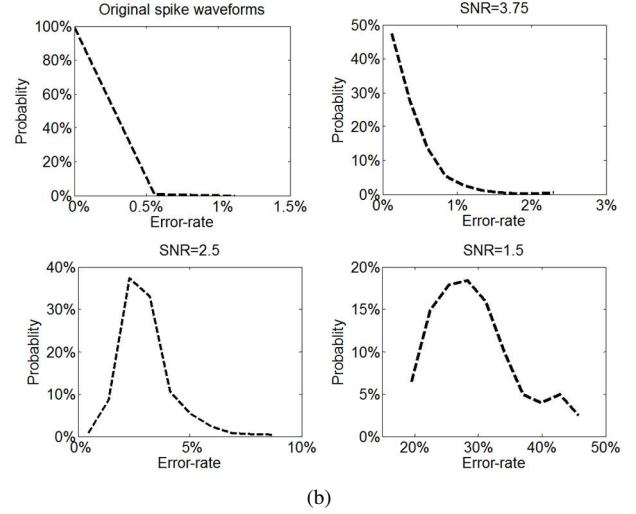 Original spike waveforms
100%
80%
60%
40%
20%
0%
Probablity
0% 0.5% 1% 1.5%
Error-rate
SNR=3.75
50%
40%
30%
20%
10%
0%
Probablity
0% 1% 2% 3%
Error-rate
SNR=2.5
40%
30%
20%
10%
0%
Probablity
0% 5% 10%
Error-rate
SNR=1.5
20%
15%
10%
5%
0%
Probablity
20% 30% 40% 50%
Error-rate
(b)